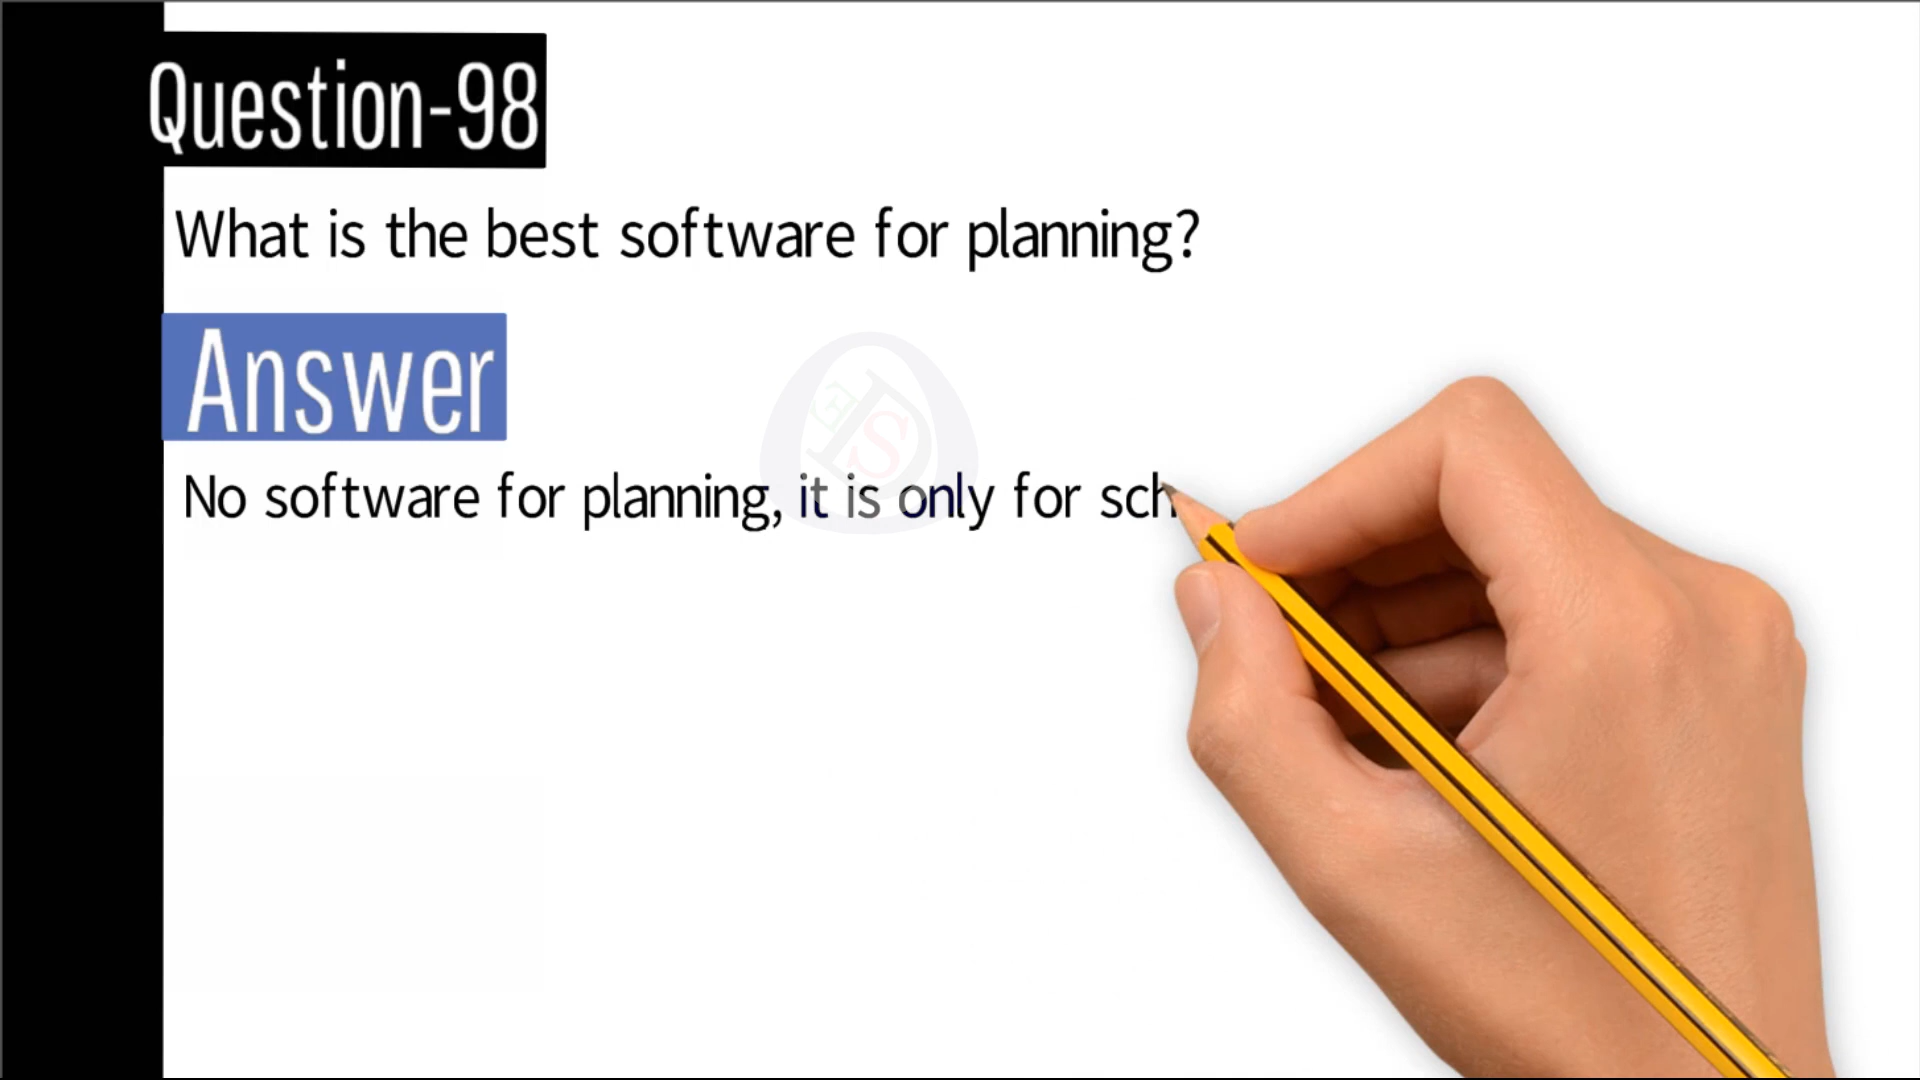 Question-98
What is the best software for planning?
Answer
EDS
No software for planning, it is only for sch